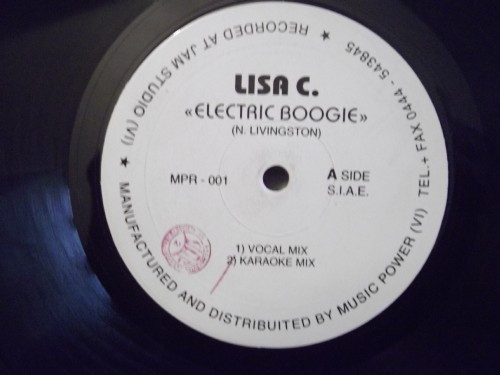 RECORDED AT JAM STUDIO (VI)
LISA C.
«ELECTRIC BOOGIE»
(N. LIVINGSTON)
MPR - 001
A SIDE
S.I.A.E.
1) VOCAL MIX
2) KARAOKE MIX
MANUFACTURED AND DISTRIBUITED BY MUSIC POWER (VI) TEL.+ FAX 0444 - 543845